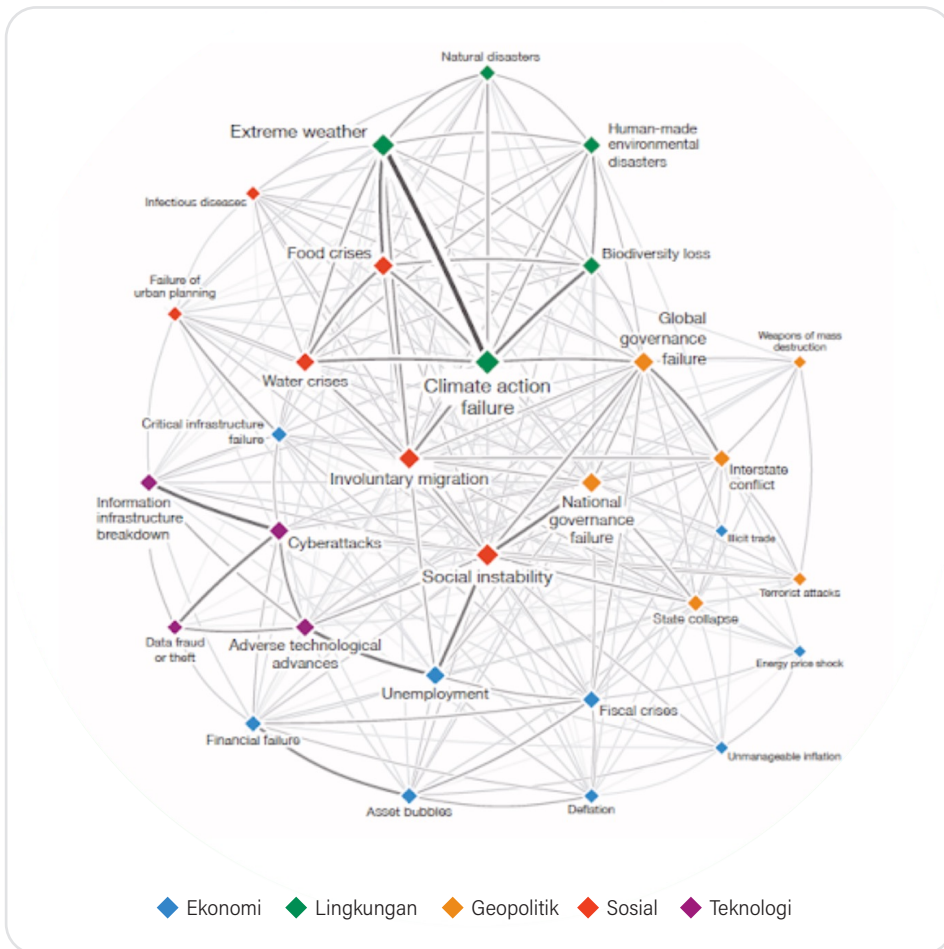 Natural disasters
Extreme weather
Human-made
environmental
disasters
Infectious diseases
Food crises
Biodiversity loss
Failure of
urban planning
Global
governance
failure
Weapons of mass
destruction
Water crises
Climate action
failure
Critical infrastructure
failure
Involuntary migration
Interstate
conflict
Information
infrastructure
breakdown
National
governance
failure
Cyberattacks
Illicit trade
Social instability
Terrorist attacks
State collapse
Data fraud
or theft
Adverse technological
advances
Energy price shock
Unemployment
Fiscal crises
Financial failure
Unmanageable inflation
Asset bubbles
Deflation
Ekonomi
Lingkungan
Geopolitik
Sosial
Teknologi